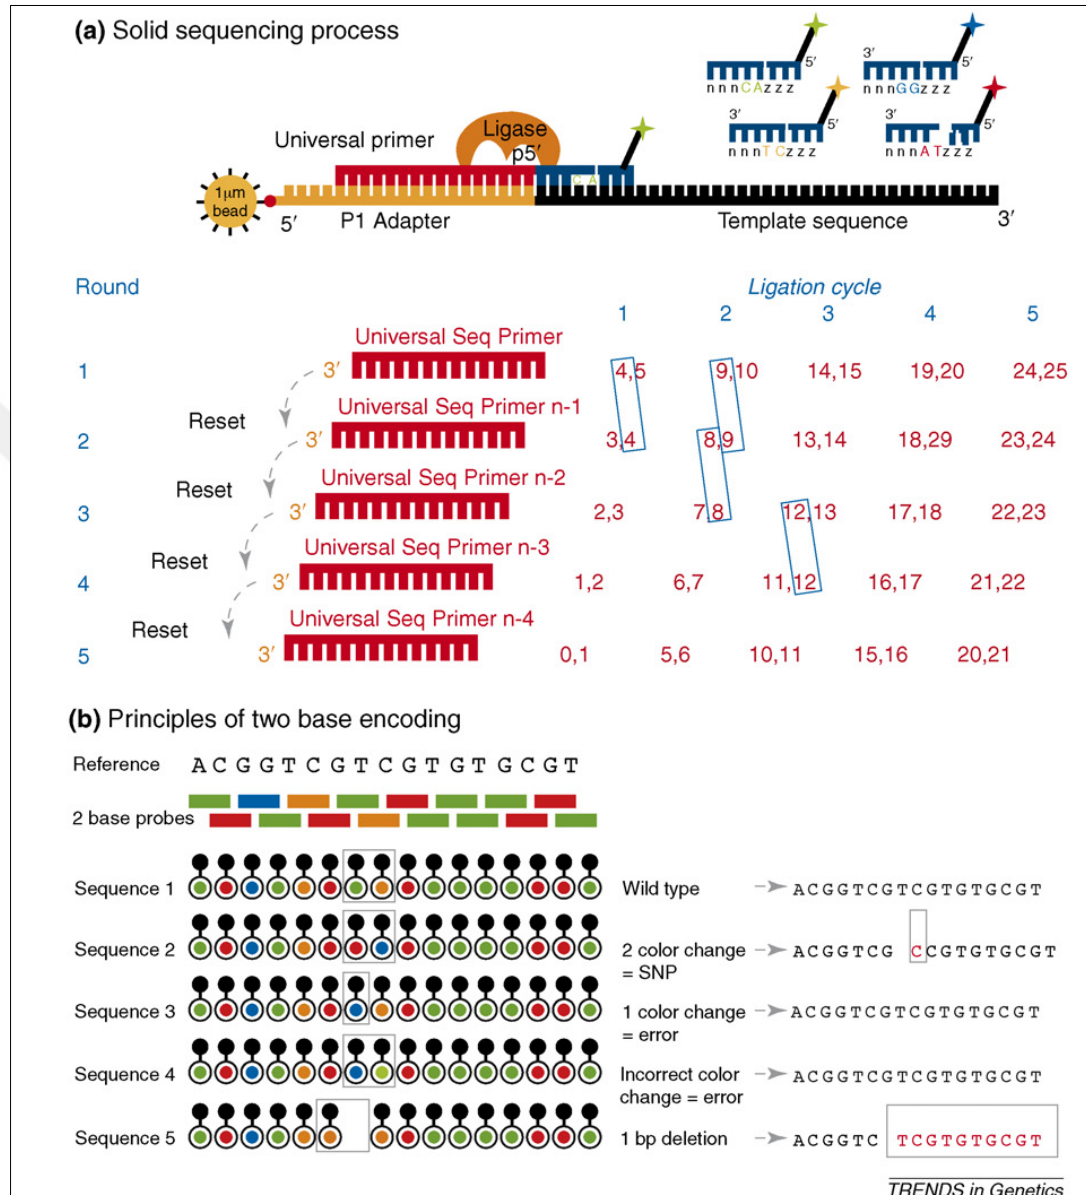 (a) Solid sequencing process
3′ 5′ nnnCAzzz
3′ 5′ nnnGGzzz
3′ 5′ nnnTCzzz
3′ 5′ nnnATzzz
Universal primer
Ligase
p5′
C A
1μm
bead
5′
P1 Adapter
Template sequence
3′
Round
Ligation cycle
1 2 3 4 5
Universal Seq Primer
1 3′ 4,5 9,10 14,15 19,20 24,25
Reset
Universal Seq Primer n-1
2 3′ 3,4 8,9 13,14 18,29 23,24
Reset
Universal Seq Primer n-2
3 3′ 2,3 7,8 12,13 17,18 22,23
Reset
Universal Seq Primer n-3
4 3′ 1,2 6,7 11,12 16,17 21,22
Reset
Universal Seq Primer n-4
5 3′ 0,1 5,6 10,11 15,16 20,21
(b) Principles of two base encoding
Reference A C G G T C G T C G T G T G C G T
2 base probes
Sequence 1 Wild type ACGGTCGTCGTGTGCGT
Sequence 2 2 color change ACGGTCG CCGTGTGCGT
= SNP
Sequence 3 1 color change ACGGTCGTCGTGTGCGT
= error
Sequence 4 Incorrect color ACGGTCGTCGTGTGCGT
change = error
Sequence 5 1 bp deletion ACGGTC TCGTGTGCGT
TRENDS in Genetics